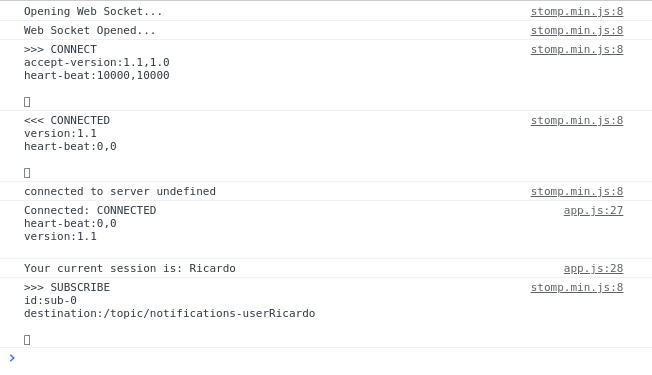 Opening Web Socket... stomp.min.js:8
Web Socket Opened... stomp.min.js:8
>>> CONNECT stomp.min.js:8
accept-version:1.1,1.0
heart-beat:10000,10000
<<< CONNECTED stomp.min.js:8
version:1.1
heart-beat:0,0
connected to server undefined stomp.min.js:8
Connected: CONNECTED app.js:27
heart-beat:0,0
version:1.1
Your current session is: Ricardo app.js:28
>>> SUBSCRIBE stomp.min.js:8
id:sub-0
destination:/topic/notifications-userRicardo